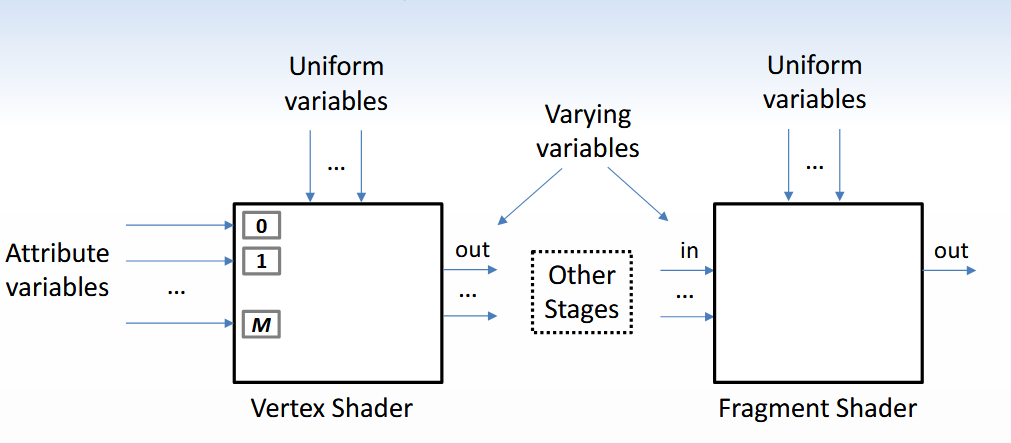 Uniform
variables
...
Uniform
variables
...
Varying
variables
Attribute
variables
...
0
1
M
out
...
Other
Stages
in
...
out
Vertex Shader
Fragment Shader